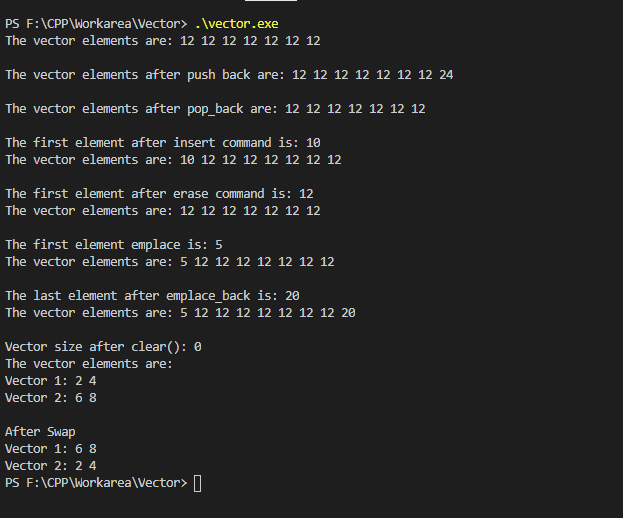 PS F:\CPP\Workarea\Vector> .\vector.exe
The vector elements are: 12 12 12 12 12 12 12
The vector elements after push back are: 12 12 12 12 12 12 12 24
The vector elements after pop_back are: 12 12 12 12 12 12 12
The first element after insert command is: 10
The vector elements are: 10 12 12 12 12 12 12 12
The first element after erase command is: 12
The vector elements are: 12 12 12 12 12 12 12
The first element emplace is: 5
The vector elements are: 5 12 12 12 12 12 12 12
The last element after emplace_back is: 20
The vector elements are: 5 12 12 12 12 12 12 12 20
Vector size after clear(): 0
The vector elements are:
Vector 1: 2 4
Vector 2: 6 8
After Swap
Vector 1: 6 8
Vector 2: 2 4
PS F:\CPP\Workarea\Vector>